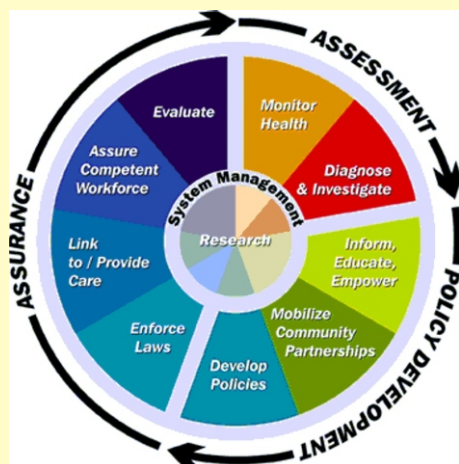 ASSESSMENT
POLICY DEVELOPMENT
ASSURANCE
Monitor
Health
Diagnose
& Investigate
Inform,
Educate,
Empower
Mobilize
Community
Partnerships
Develop
Policies
Enforce
Laws
Link
to / Provide
Care
Assure
Competent
Workforce
Evaluate
System Management
Research